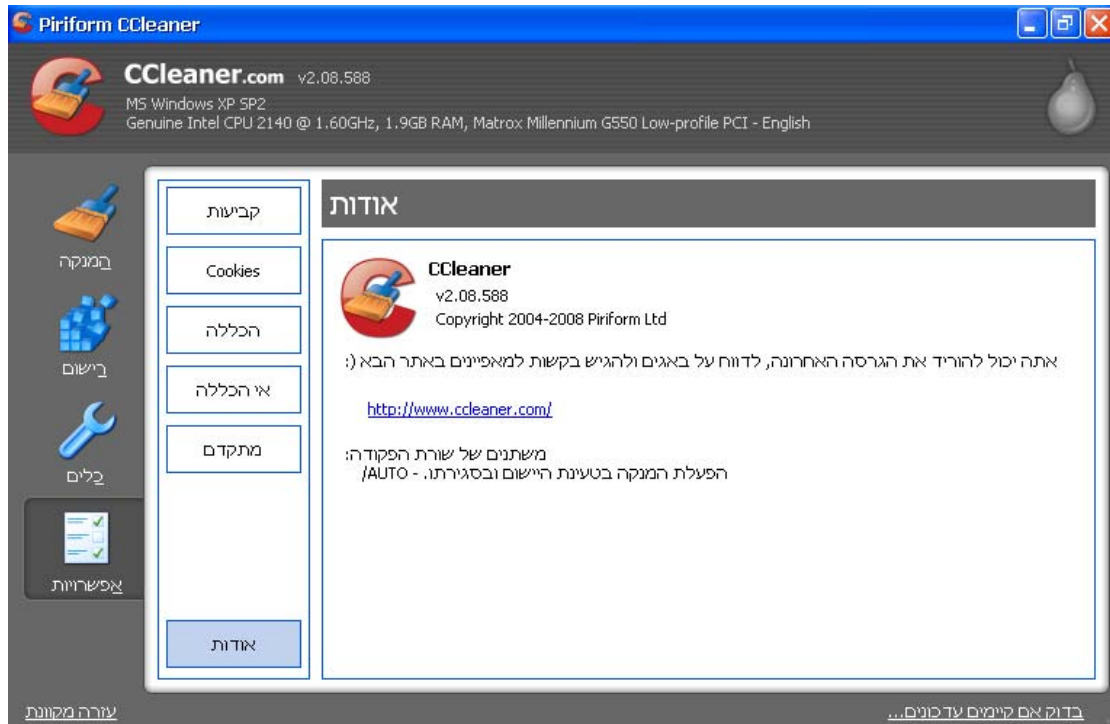 Piriform CCleaner
CCleaner.com v2.08.588
MS Windows XP SP2
Genuine Intel CPU 2140 @ 1.60GHz, 1.9GB RAM, Matrox Millennium G550 Low-profile PCI - English
המנקה
רישום
כלים
אפשרויות
קביעות
Cookies
הכללה
אי הכללה
מתקדם
אודות
אודות
CCleaner
v2.08.588
Copyright 2004-2008 Piriform Ltd
אתה יכול להוריד את הגרסה האחרונה, לדווח על באגים ולהגיש בקשות למאפיינים באתר הבא (:
http://www.ccleaner.com/
משתנים של שורת הפקודה:
הפעלת המנקה בטעינת היישום ובסגירתו. - AUTO/
עזרה מקוונת
בדוק אם קיימים עדכונים...